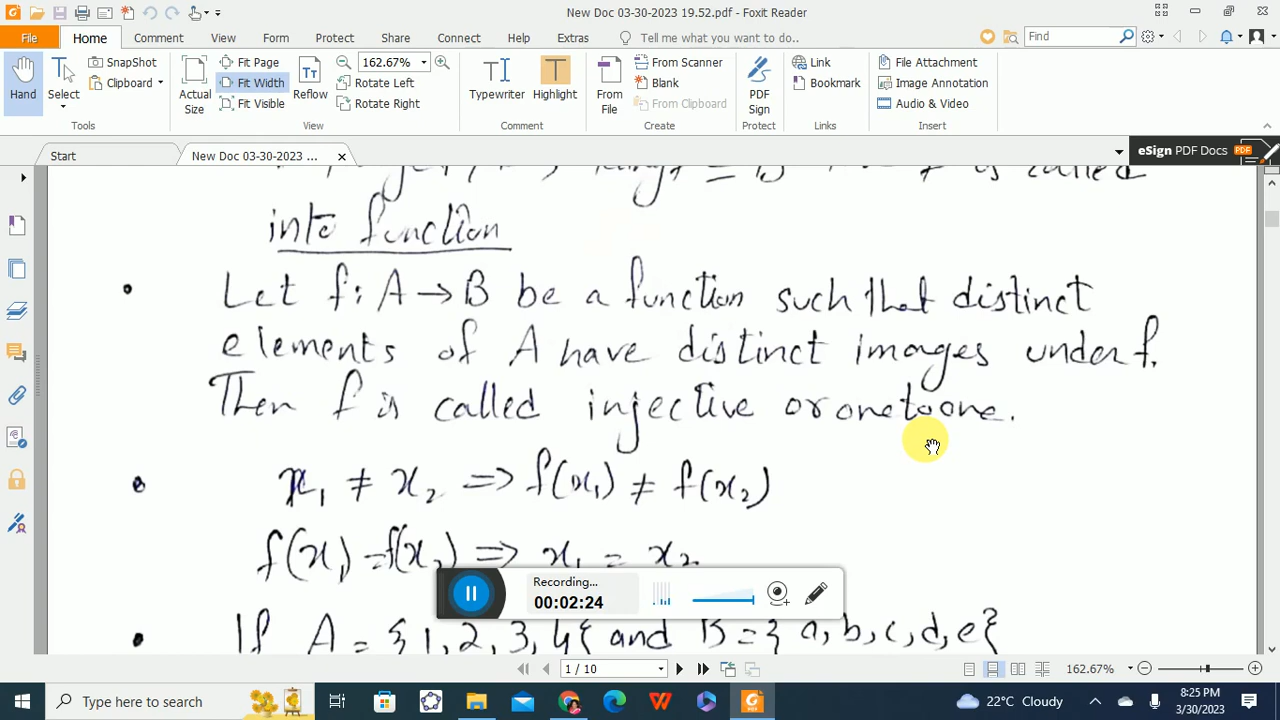 New Doc 03-30-2023 19.52.pdf - Foxit Reader
File Home Comment View Form Protect Share Connect Help Extras Tell me what you want to do... Find
Hand
Select
SnapShot
Clipboard
Tools
Actual Size
Fit Page
Fit Width
Fit Visible
Reflow
162.67%
Rotate Left
Rotate Right
View
Typewriter
Highlight
Comment
From File
From Scanner
Blank
From Clipboard
Create
PDF Sign
Protect
Link
Bookmark
Links
File Attachment
Image Annotation
Audio & Video
Insert
Start
New Doc 03-30-2023 ...
eSign PDF Docs
is called
into function
Let f: A → B be a function such that distinct
elements of A have distinct images under f.
Then f is called injective or one to one.
x₁ ≠ x₂ => f(x₁) ≠ f(x₂)
f(x₁) = f(x₂) => x₁ = x₂
Recording...
00:02:24
If A = {1, 2, 3, 4{ and B = } a, b, c, d, e{
1 / 10
162.67%
Type here to search
22°C Cloudy
8:25 PM
3/30/2023